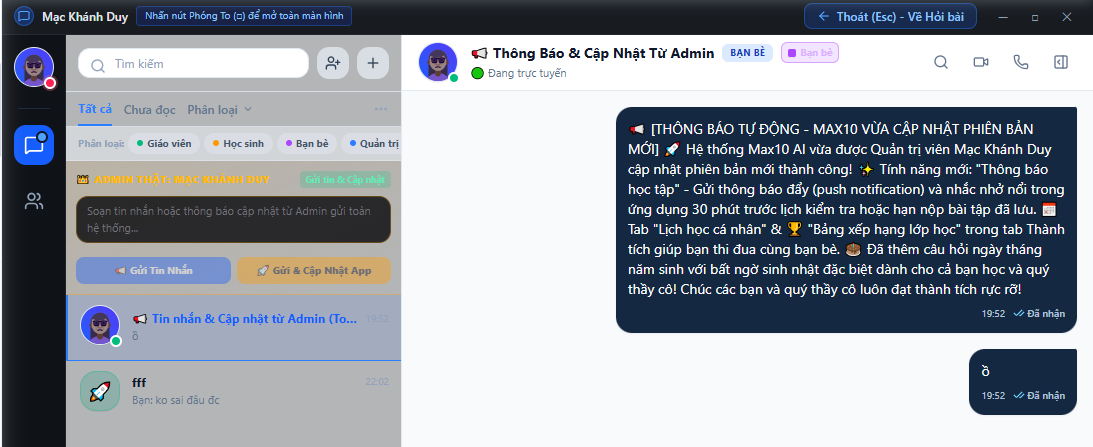 Mạc Khánh Duy
Nhấn nút Phóng To (□) để mở toàn màn hình
Thoát (Esc) - Về Hỏi bài
Tìm kiếm
Tất cả
Chưa đọc
Phân loại
Phân loại:
Giáo viên
Học sinh
Bạn bè
Quản trị
ADMIN THẬT: MẠC KHÁNH DUY
Gửi tin & Cập nhật
Soạn tin nhắn hoặc thông báo cập nhật từ Admin gửi toàn
hệ thống...
Gửi Tin Nhắn
Gửi & Cập Nhật App
Tin nhắn & Cập nhật từ Admin (To...
19:52
ồ
fff
22:02
Bạn: ko sai đâu đc
Thông Báo & Cập Nhật Từ Admin
BẠN BÈ
Bạn bè
Đang trực tuyến
[THÔNG BÁO TỰ ĐỘNG - MAX10 VỪA CẬP NHẬT PHIÊN BẢN
MỚI] 🚀 Hệ thống Max10 AI vừa được Quản trị viên Mạc Khánh Duy
cập nhật phiên bản mới thành công! ✨ Tính năng mới: "Thông báo
học tập" - Gửi thông báo đẩy (push notification) và nhắc nhở nổi trong
ứng dụng 30 phút trước lịch kiểm tra hoặc hạn nộp bài tập đã lưu. 📅
Tab "Lịch học cá nhân" & 🏆 "Bảng xếp hạng lớp học" trong tab Thành
tích giúp bạn thi đua cùng bạn bè. 🎂 Đã thêm câu hỏi ngày tháng
năm sinh với bất ngờ sinh nhật đặc biệt dành cho cả bạn học và quý
thầy cô! Chúc các bạn và quý thầy cô luôn đạt thành tích rực rỡ!
19:52 Đã nhận
ồ
19:52 Đã nhận